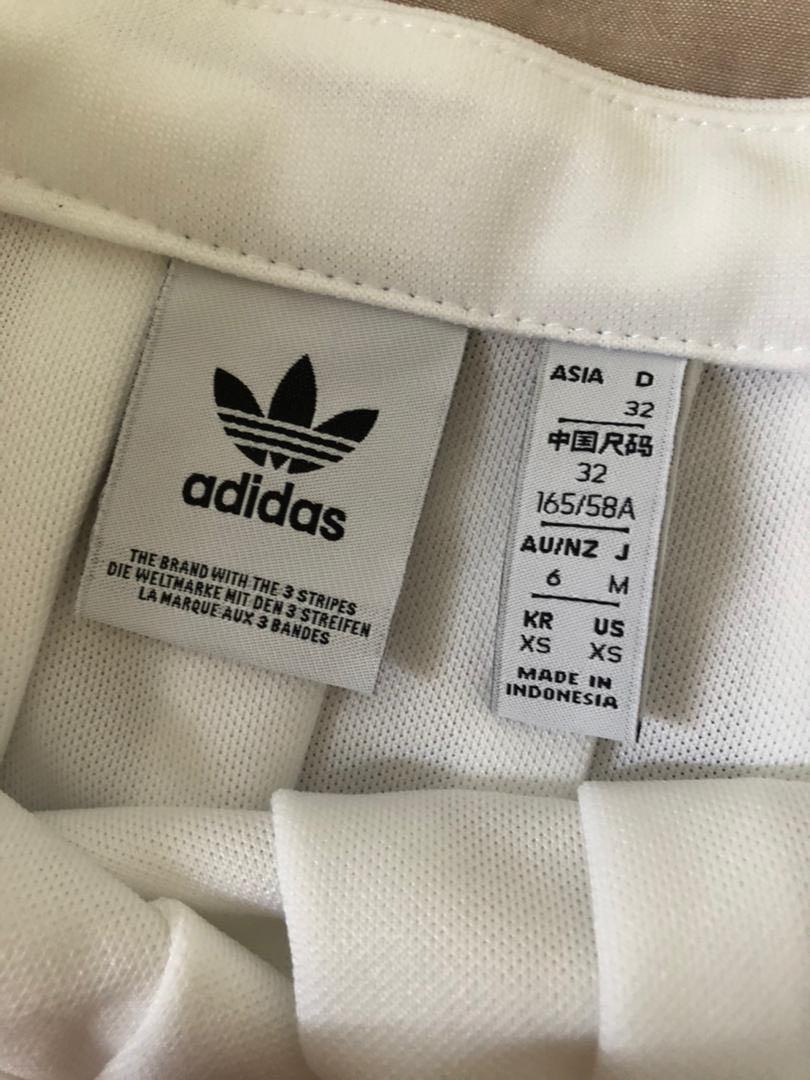 adidas
THE BRAND WITH THE 3 STRIPES
DIE WELTMARKE MIT DEN 3 STREIFEN
LA MARQUE AUX 3 BANDES
ASIA D
32
中国尺码
32
165/58A
AU/NZ J
6 M
KR US
XS XS
MADE IN
INDONESIA